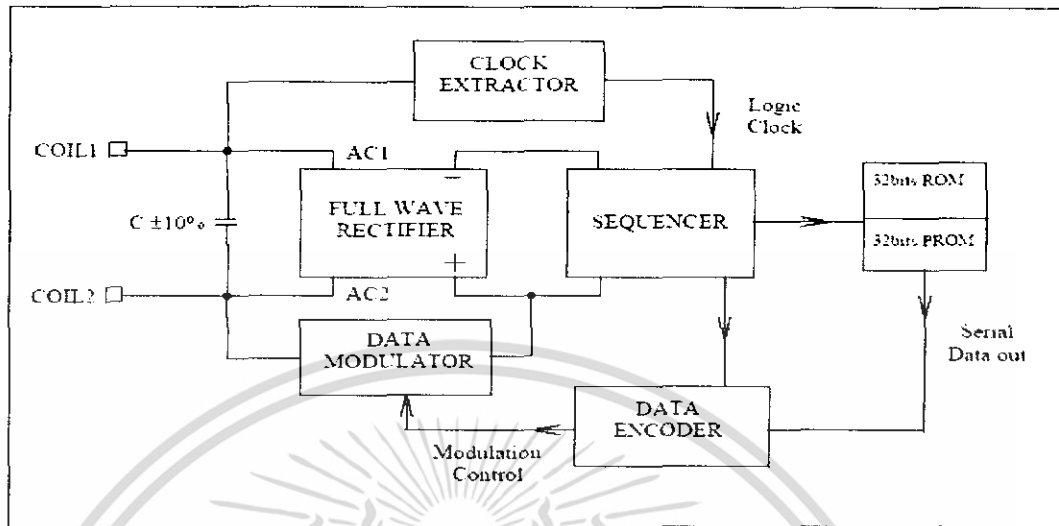 CLOCK
EXTRACTOR
Logic
Clock
COIL1
AC1
−
32bits ROM
FULL WAVE
RECTIFIER
SEQUENCER
C ±10%
32bits PROM
+
COIL2
AC2
DATA
MODULATOR
Serial
Data out
DATA
ENCODER
Modulation
Control